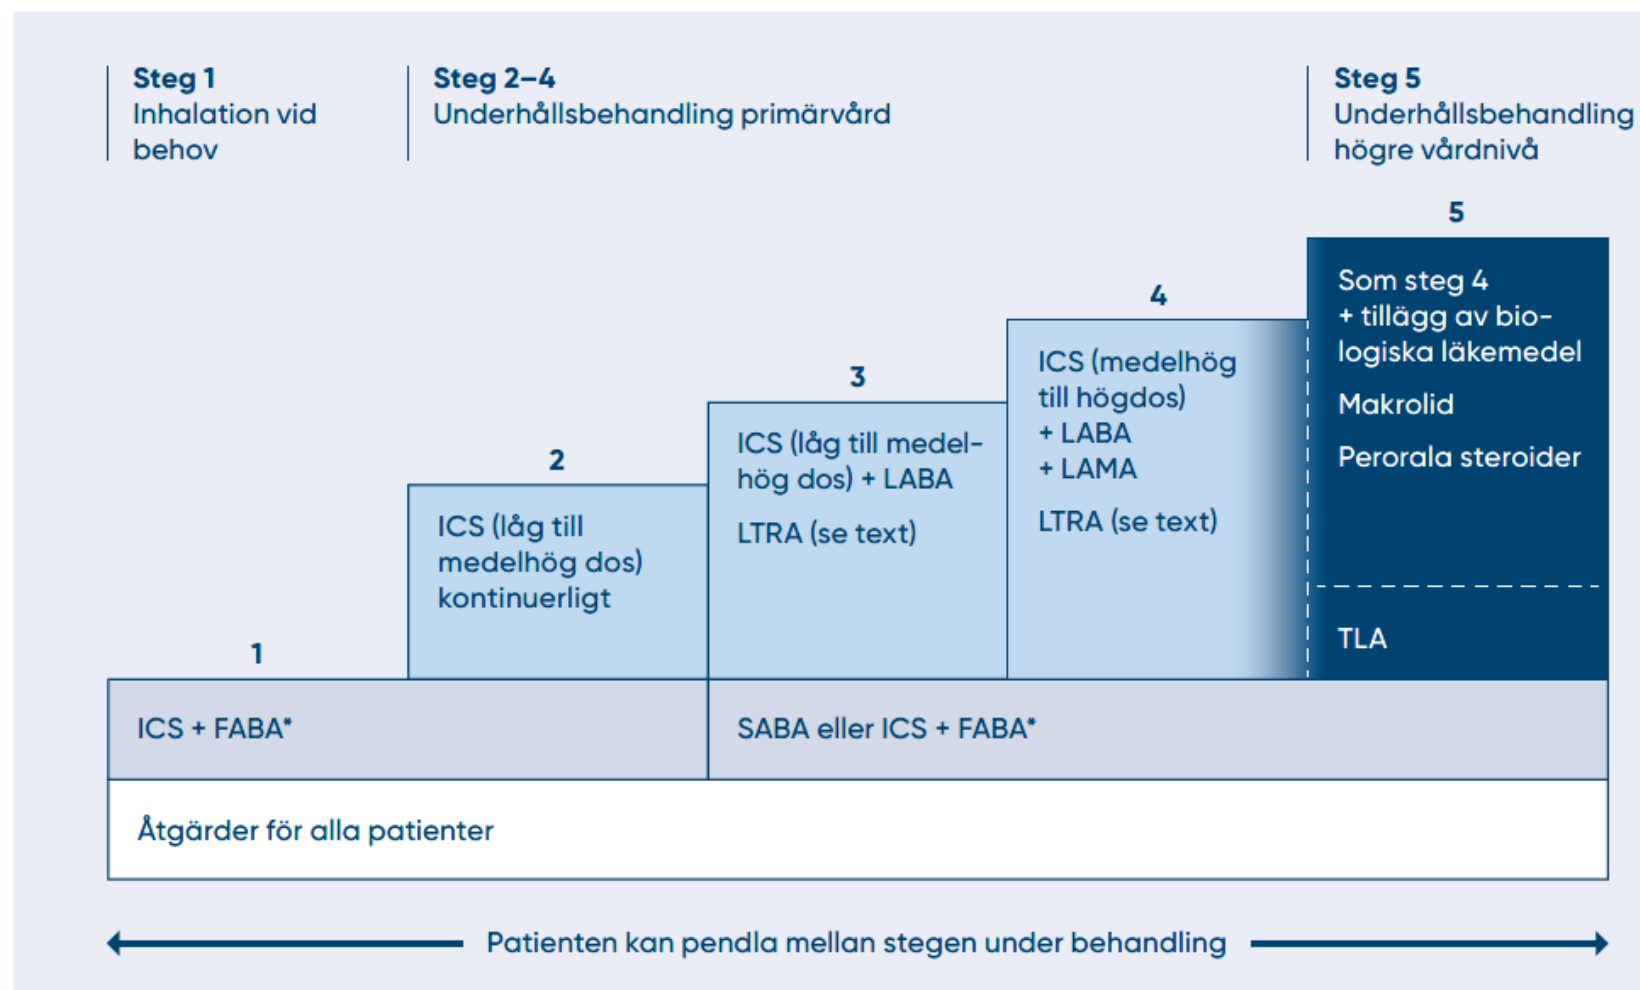 Steg 1
Inhalation vid
behov
Steg 2–4
Underhållsbehandling primärvård
Steg 5
Underhållsbehandling
högre vårdnivå
1
2
ICS (låg till
medelhög dos)
kontinuerligt
3
ICS (låg till medel-
hög dos) + LABA
LTRA (se text)
4
ICS (medelhög
till högdos)
+ LABA
+ LAMA
LTRA (se text)
5
Som steg 4
+ tillägg av bio-
logiska läkemedel
Makrolid
Perorala steroider
TLA
ICS + FABA*
SABA eller ICS + FABA*
Åtgärder för alla patienter
Patienten kan pendla mellan stegen under behandling